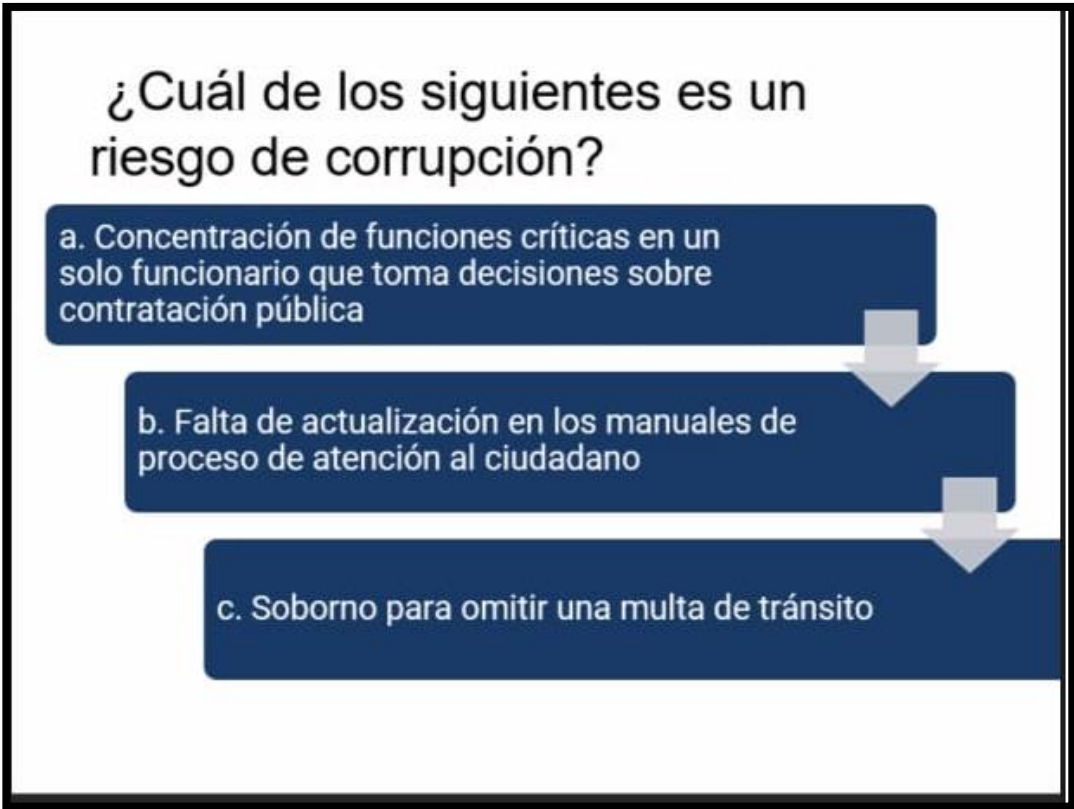 ¿Cuál de los siguientes es un
riesgo de corrupción?
a. Concentración de funciones críticas en un
solo funcionario que toma decisiones sobre
contratación pública
b. Falta de actualización en los manuales de
proceso de atención al ciudadano
c. Soborno para omitir una multa de tránsito